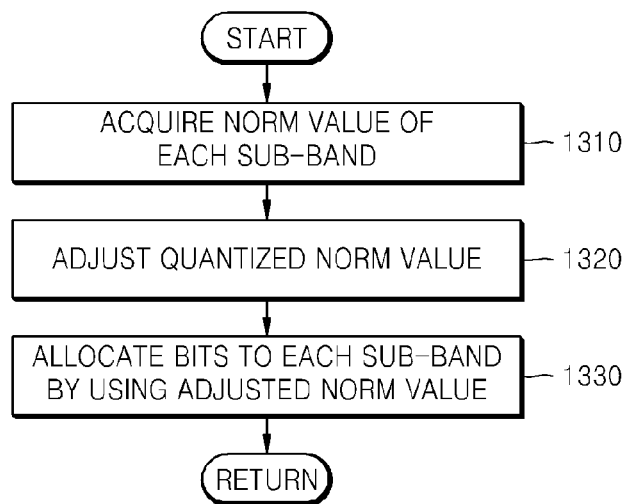 START
ACQUIRE NORM VALUE OF
EACH SUB-BAND
1310
ADJUST QUANTIZED NORM VALUE
1320
ALLOCATE BITS TO EACH SUB-BAND
BY USING ADJUSTED NORM VALUE
1330
RETURN